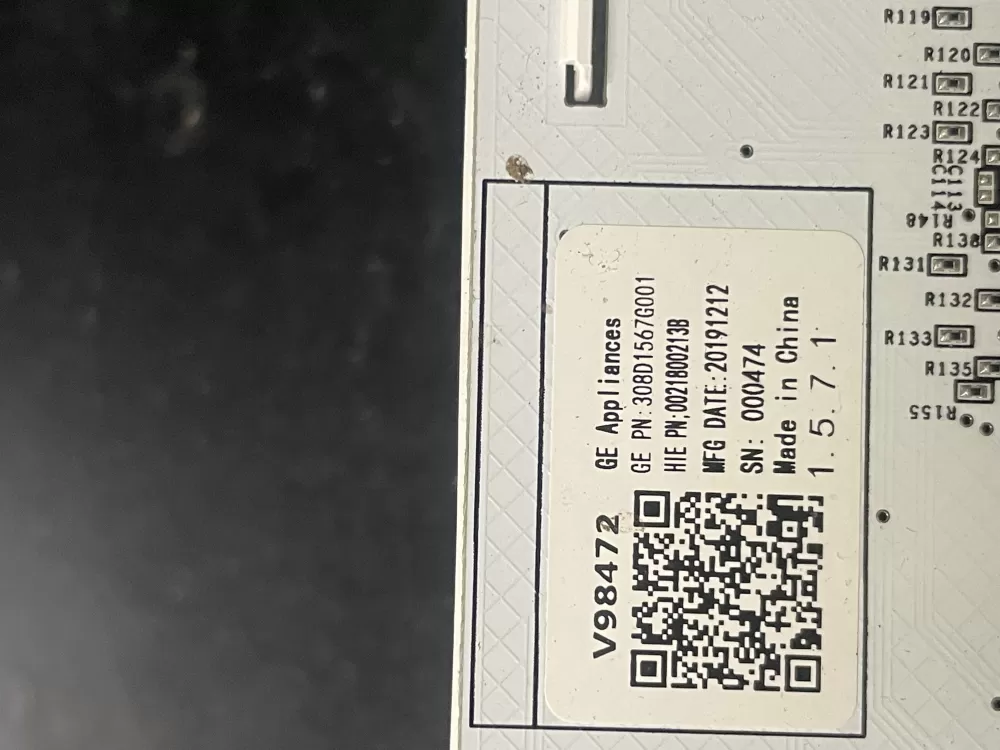 R119
R120
R121
R122
R123
R124
C113
C114
R148
R138
R131
R132
R133
R135
R155
V98472
GE Appliances
GE PN:308D1567G001
HIE PN;0021800213B
MFG DATE:20191212
SN: 000474
Made in China
1.5.7.1